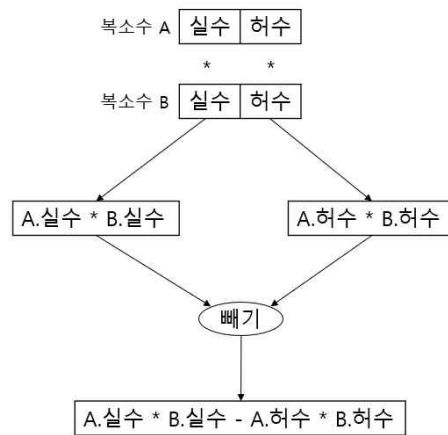 복소수 A 실수 허수
* *
복소수 B 실수 허수
A.실수 * B.실수 A.허수 * B.허수
빼기
A.실수 * B.실수 - A.허수 * B.허수